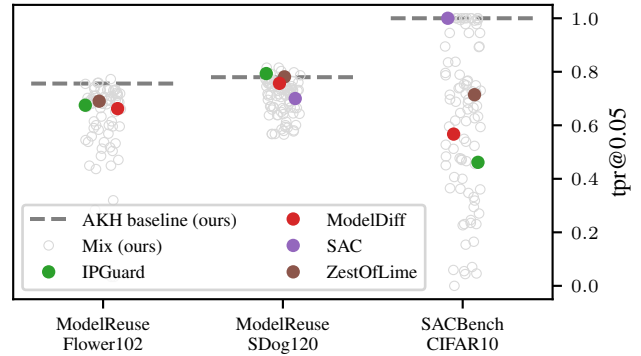 1.0
0.8
0.6
0.4
0.2
0.0
tpr@0.05
AKH baseline (ours)
Mix (ours)
IPGuard
ModelDiff
SAC
ZestOfLime
ModelReuse
Flower102
ModelReuse
SDog120
SACBench
CIFAR10